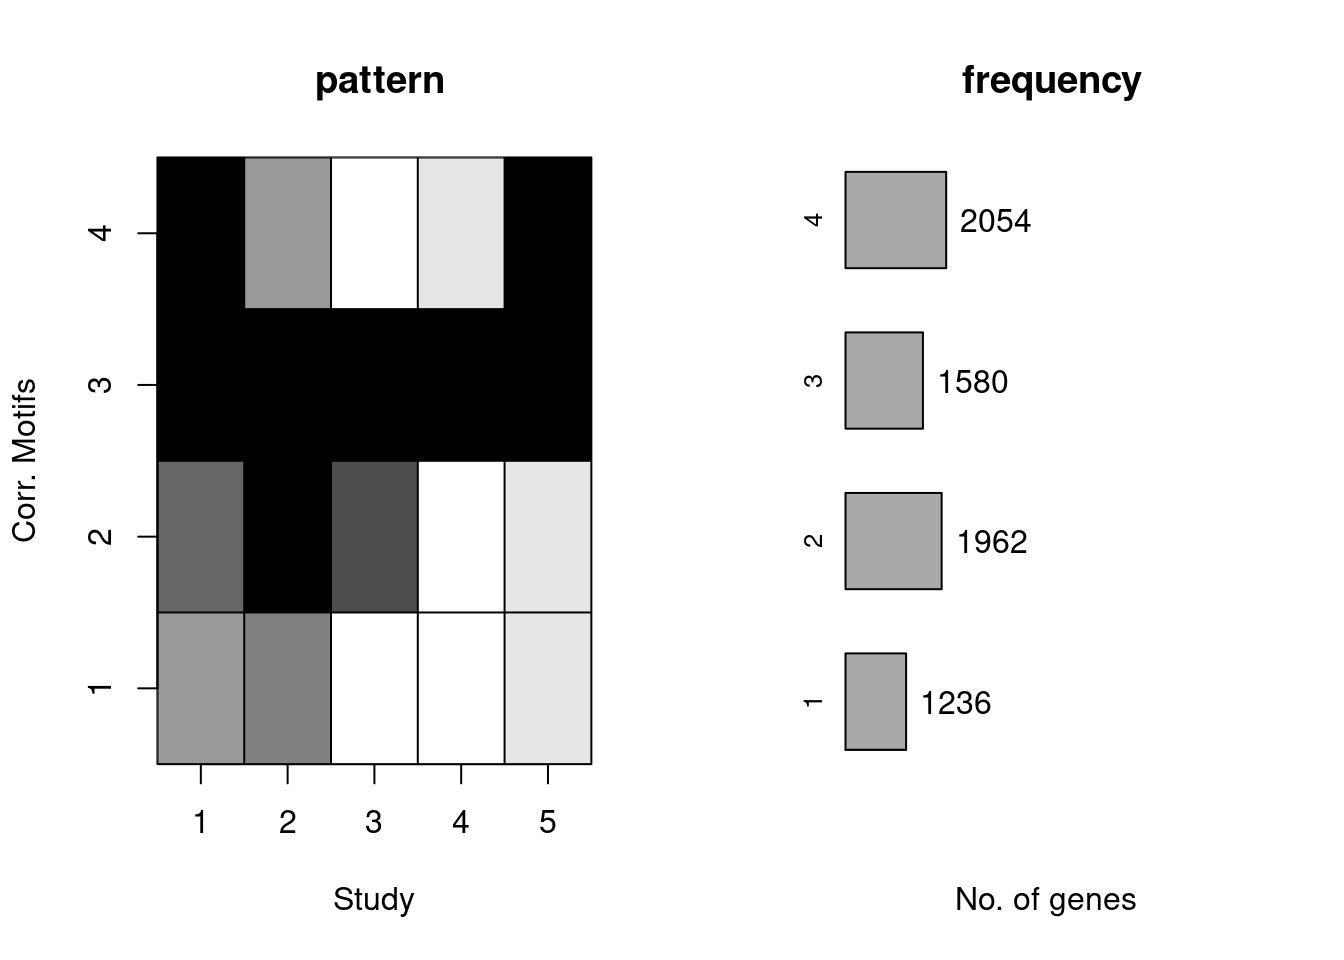 pattern
Corr. Motifs
4
3
2
1
1 2 3 4 5
Study
frequency
4 2054
3 1580
2 1962
1 1236
No. of genes